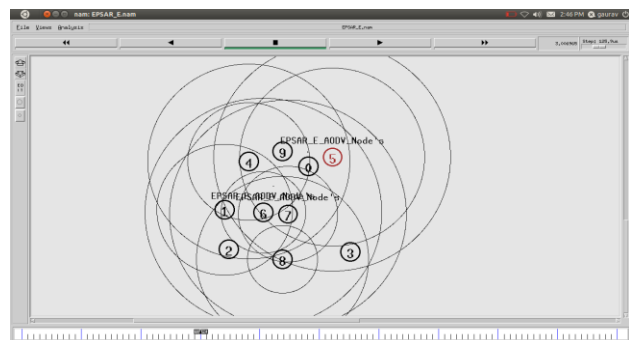 nam: EPSAR_E.nam
2:46 PM gaurav
File Views Analysis
EPSAR_E.nam
Step:
EPSAR_E_AODV_Node's
9
4
0
5
1
6
7
2
8
3